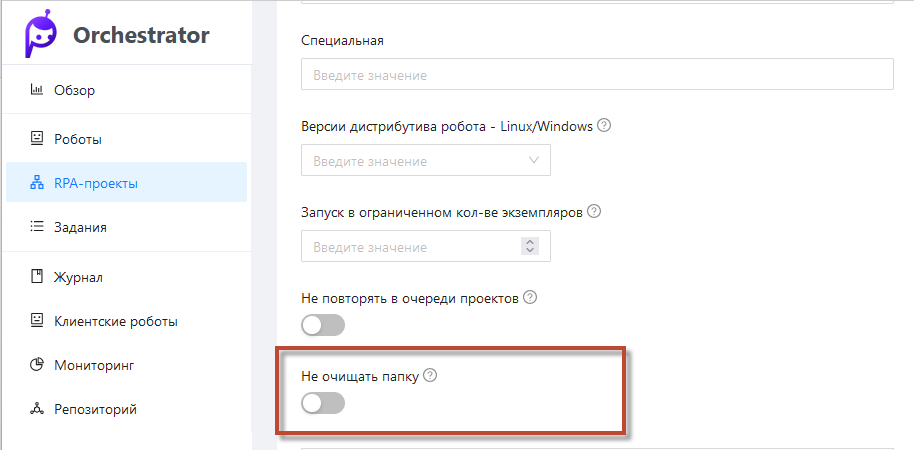 Orchestrator
Обзор
Роботы
RPA-проекты
Задания
Журнал
Клиентские роботы
Мониторинг
Репозиторий
Специальная
Введите значение
Версии дистрибутива робота - Linux/Windows ?
Введите значение
Запуск в ограниченном кол-ве экземпляров ?
Введите значение
Не повторять в очереди проектов ?
Не очищать папку ?